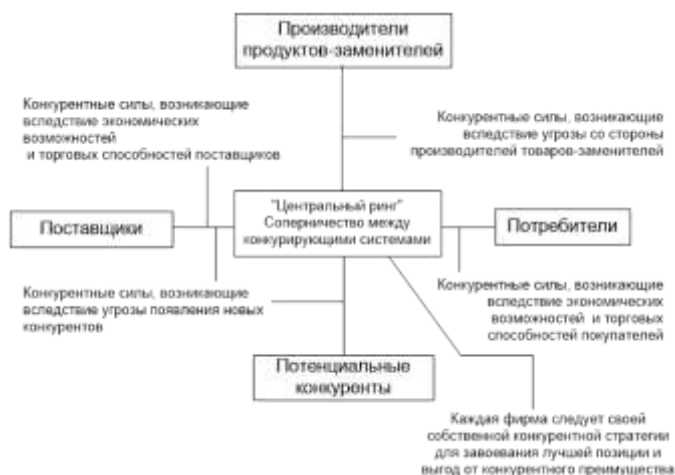 Производители
продуктов-заменителей
Конкурентные силы, возникающие
вследствие экономических
возможностей
и торговых способностей поставщиков
Конкурентные силы, возникающие
вследствие угрозы со стороны
производителей товаров-заменителей
Поставщики
"Центральный ринг"
Соперничество между
конкурирующими системами
Потребители
Конкурентные силы, возникающие
вследствие угрозы появления новых
конкурентов
Конкурентные силы, возникающие
вследствие экономических
возможностей и торговых
способностей покупателей
Потенциальные
конкуренты
Каждая фирма следует своей
собственной конкурентной стратегии
для завоевания лучшей позиции и
выгод от конкурентного преимущества